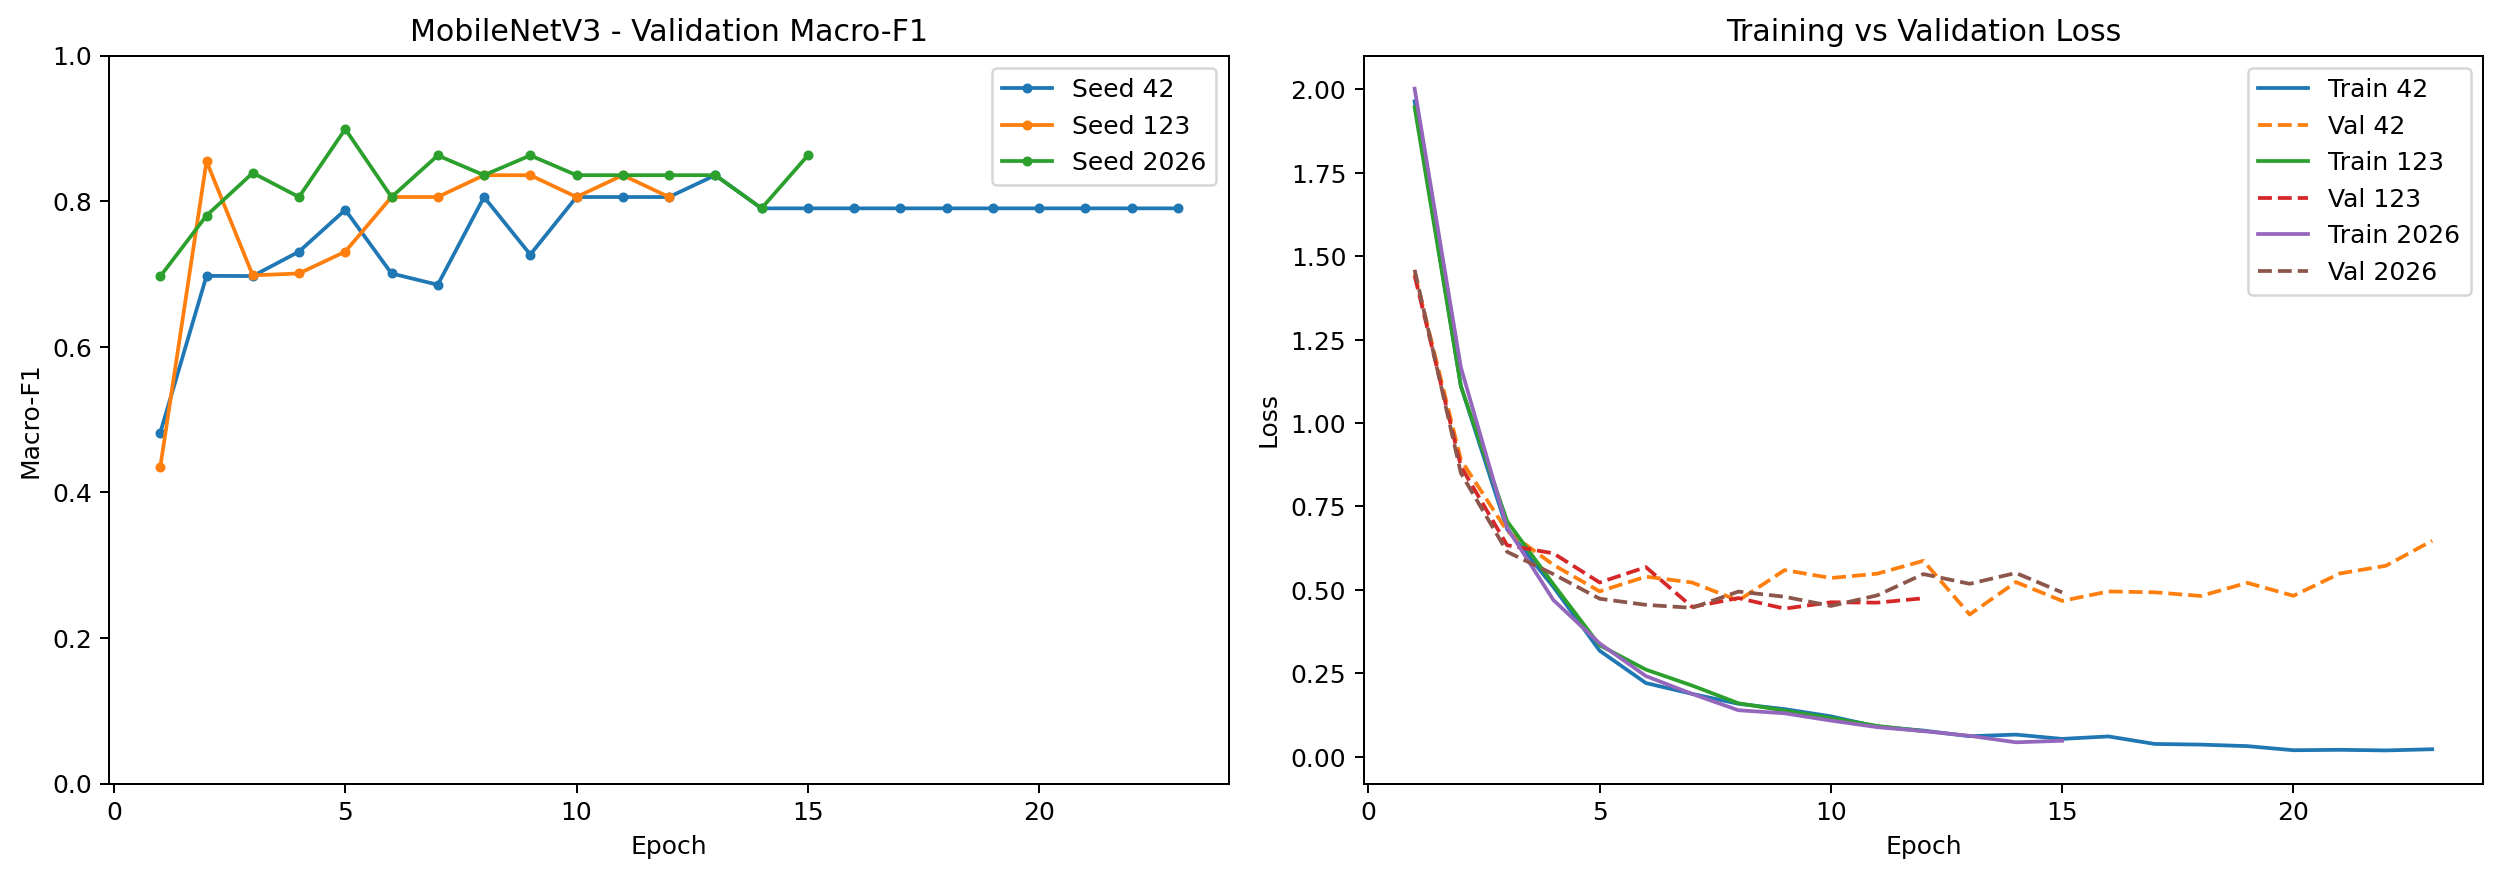 MobileNetV3 - Validation Macro-F1
Macro-F1
1.0
0.8
0.6
0.4
0.2
0.0
0
5
10
15
20
Epoch
Seed 42
Seed 123
Seed 2026
Training vs Validation Loss
Loss
2.00
1.75
1.50
1.25
1.00
0.75
0.50
0.25
0.00
0
5
10
15
20
Epoch
Train 42
Val 42
Train 123
Val 123
Train 2026
Val 2026